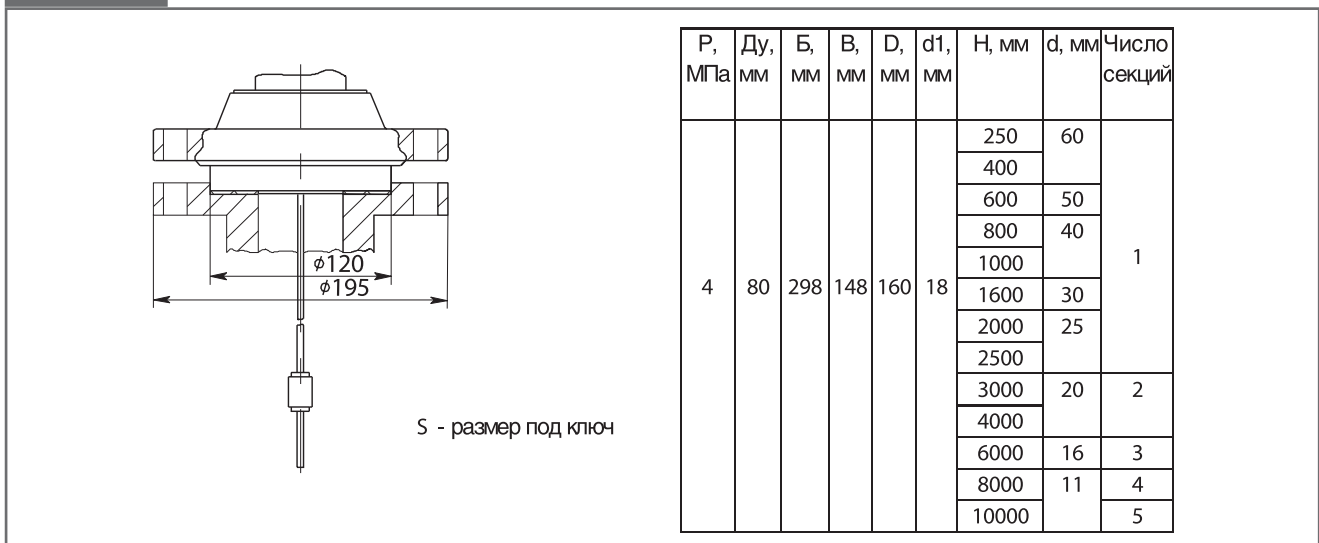 φ120
φ195
S - размер под ключ
P, МПа Ду, мм Б, мм В, мм D, мм d1, мм H, мм d, мм Число секций
4 80 298 148 160 18 250 60 1
400
600 50
800 40
1000
1600 30
2000 25
2500
3000 20 2
4000
6000 16 3
8000 11 4
10000 5